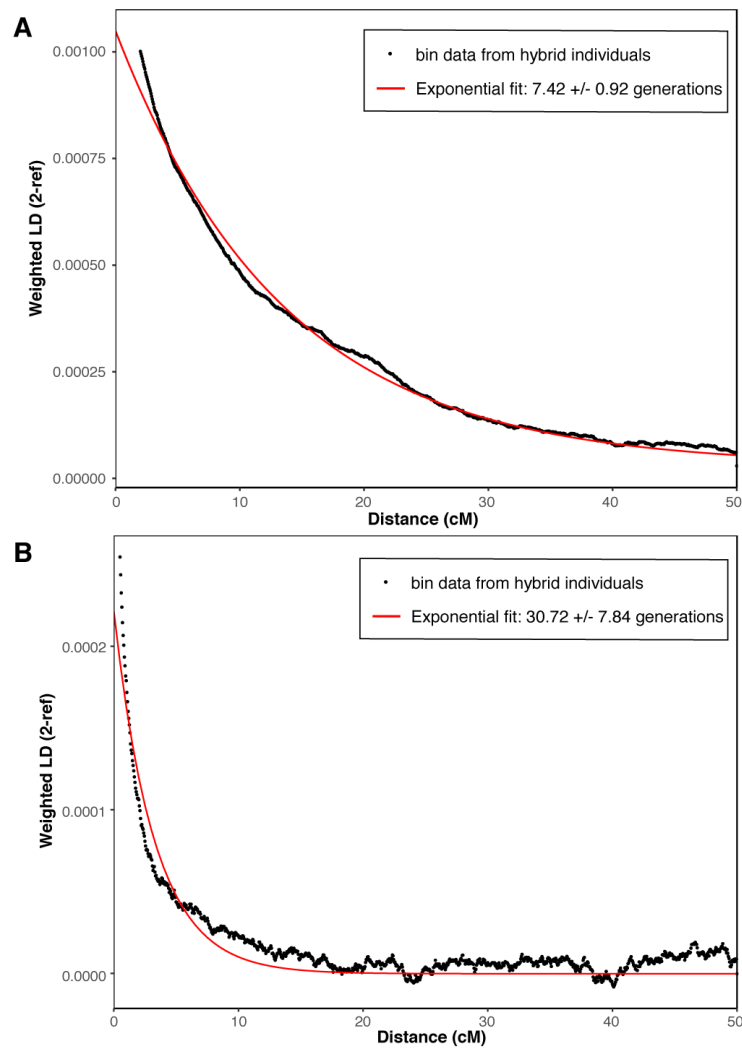 A
Weighted LD (2-ref)
0.00100
0.00075
0.00050
0.00025
0.00000
bin data from hybrid individuals
Exponential fit: 7.42 +/- 0.92 generations
0 10 20 30 40 50
Distance (cM)
B
Weighted LD (2-ref)
0.0002
0.0001
0.0000
bin data from hybrid individuals
Exponential fit: 30.72 +/- 7.84 generations
0 10 20 30 40 50
Distance (cM)